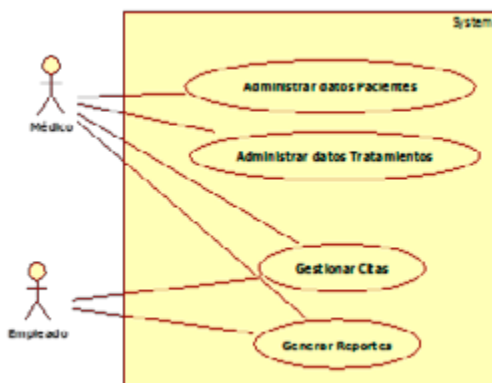 System
Administrar datos Pacientes
Médico
Administrar datos Tratamientos
Gestionar Citas
Empleado
Generar Reportes